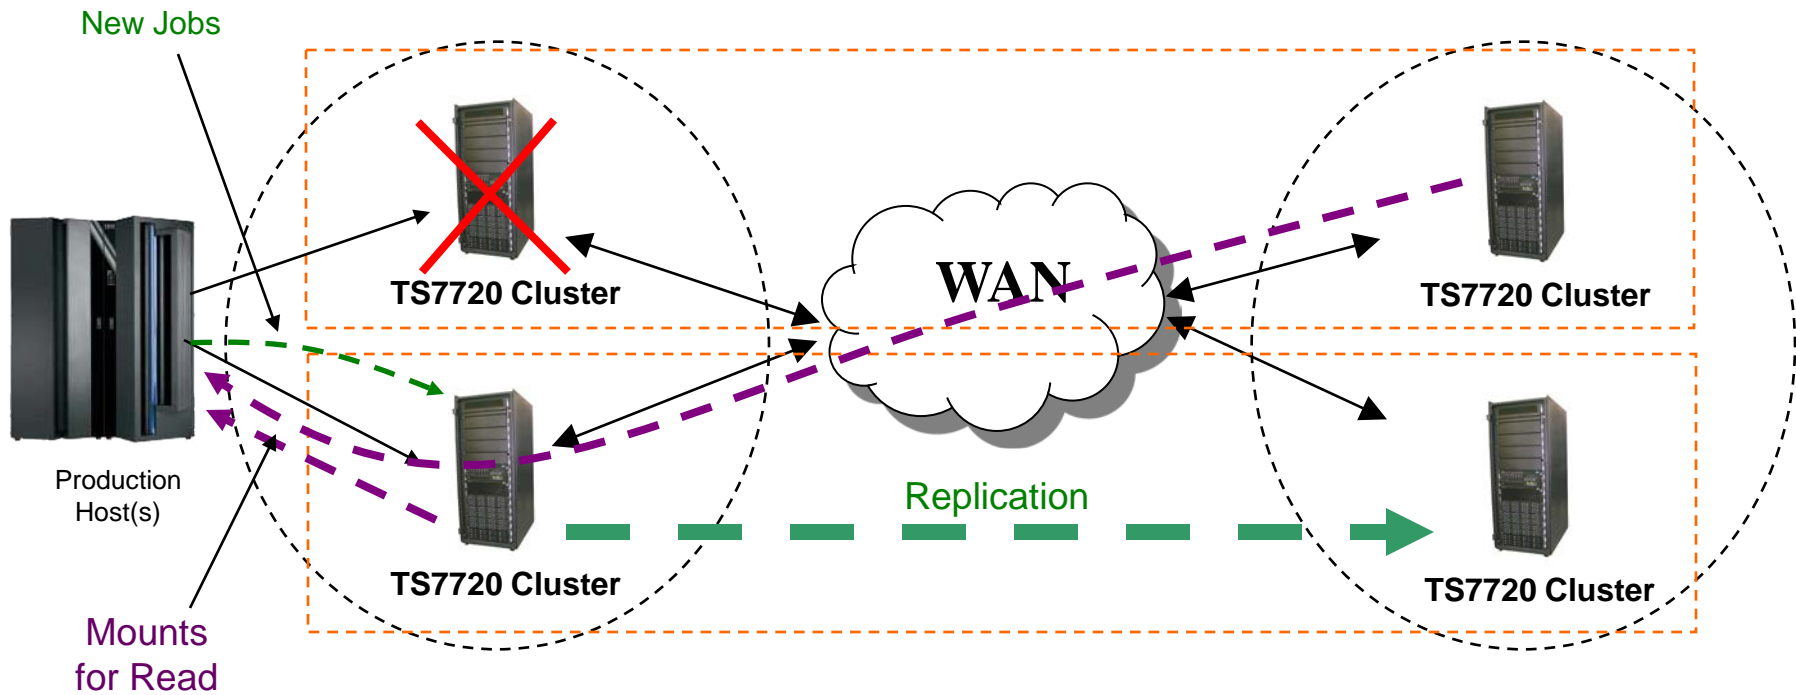 New Jobs
TS7720 Cluster
WAN
TS7720 Cluster
Production
Host(s)
Replication
TS7720 Cluster
TS7720 Cluster
Mounts
for Read